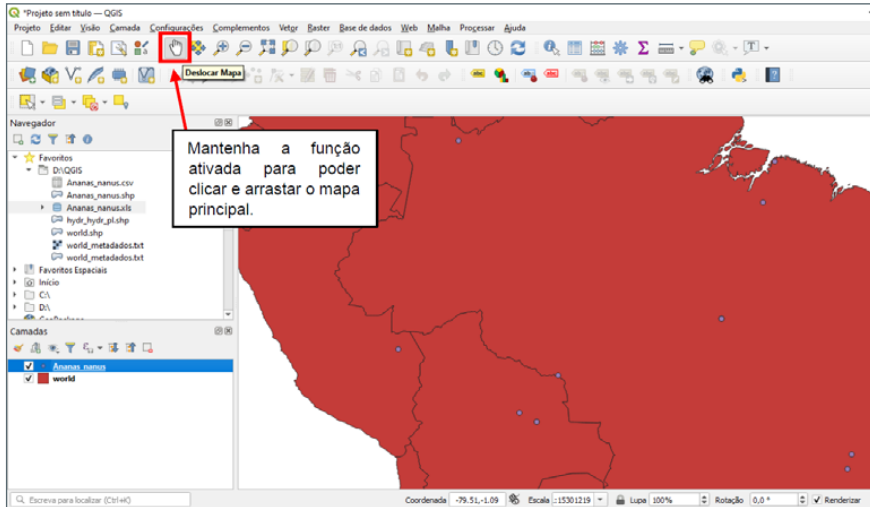 *Projeto sem título — QGIS
Projeto Editar Visão Camada Configurações Complementos Vetor Raster Base de dados Web Malha Processar Ajuda
Deslocar Mapa
Mantenha a função
ativada para poder
clicar e arrastar o mapa
principal.
Navegador
Favoritos
D:\QGIS
Ananas_nanus.csv
Ananas_nanus.shp
Ananas_nanus.xls
hydr_hydr_pl.shp
world.shp
world_metadados.txt
world_metadados.txt
Favoritos Espaciais
Início
C:\
D:\
GeoPackage
Camadas
Ananas_nanus
world
Escreva para localizar (Ctrl+K)
Coordenada -79.51,-1.09 Escala :15301219 Lupa 100% Rotação 0,0 ° Renderizar